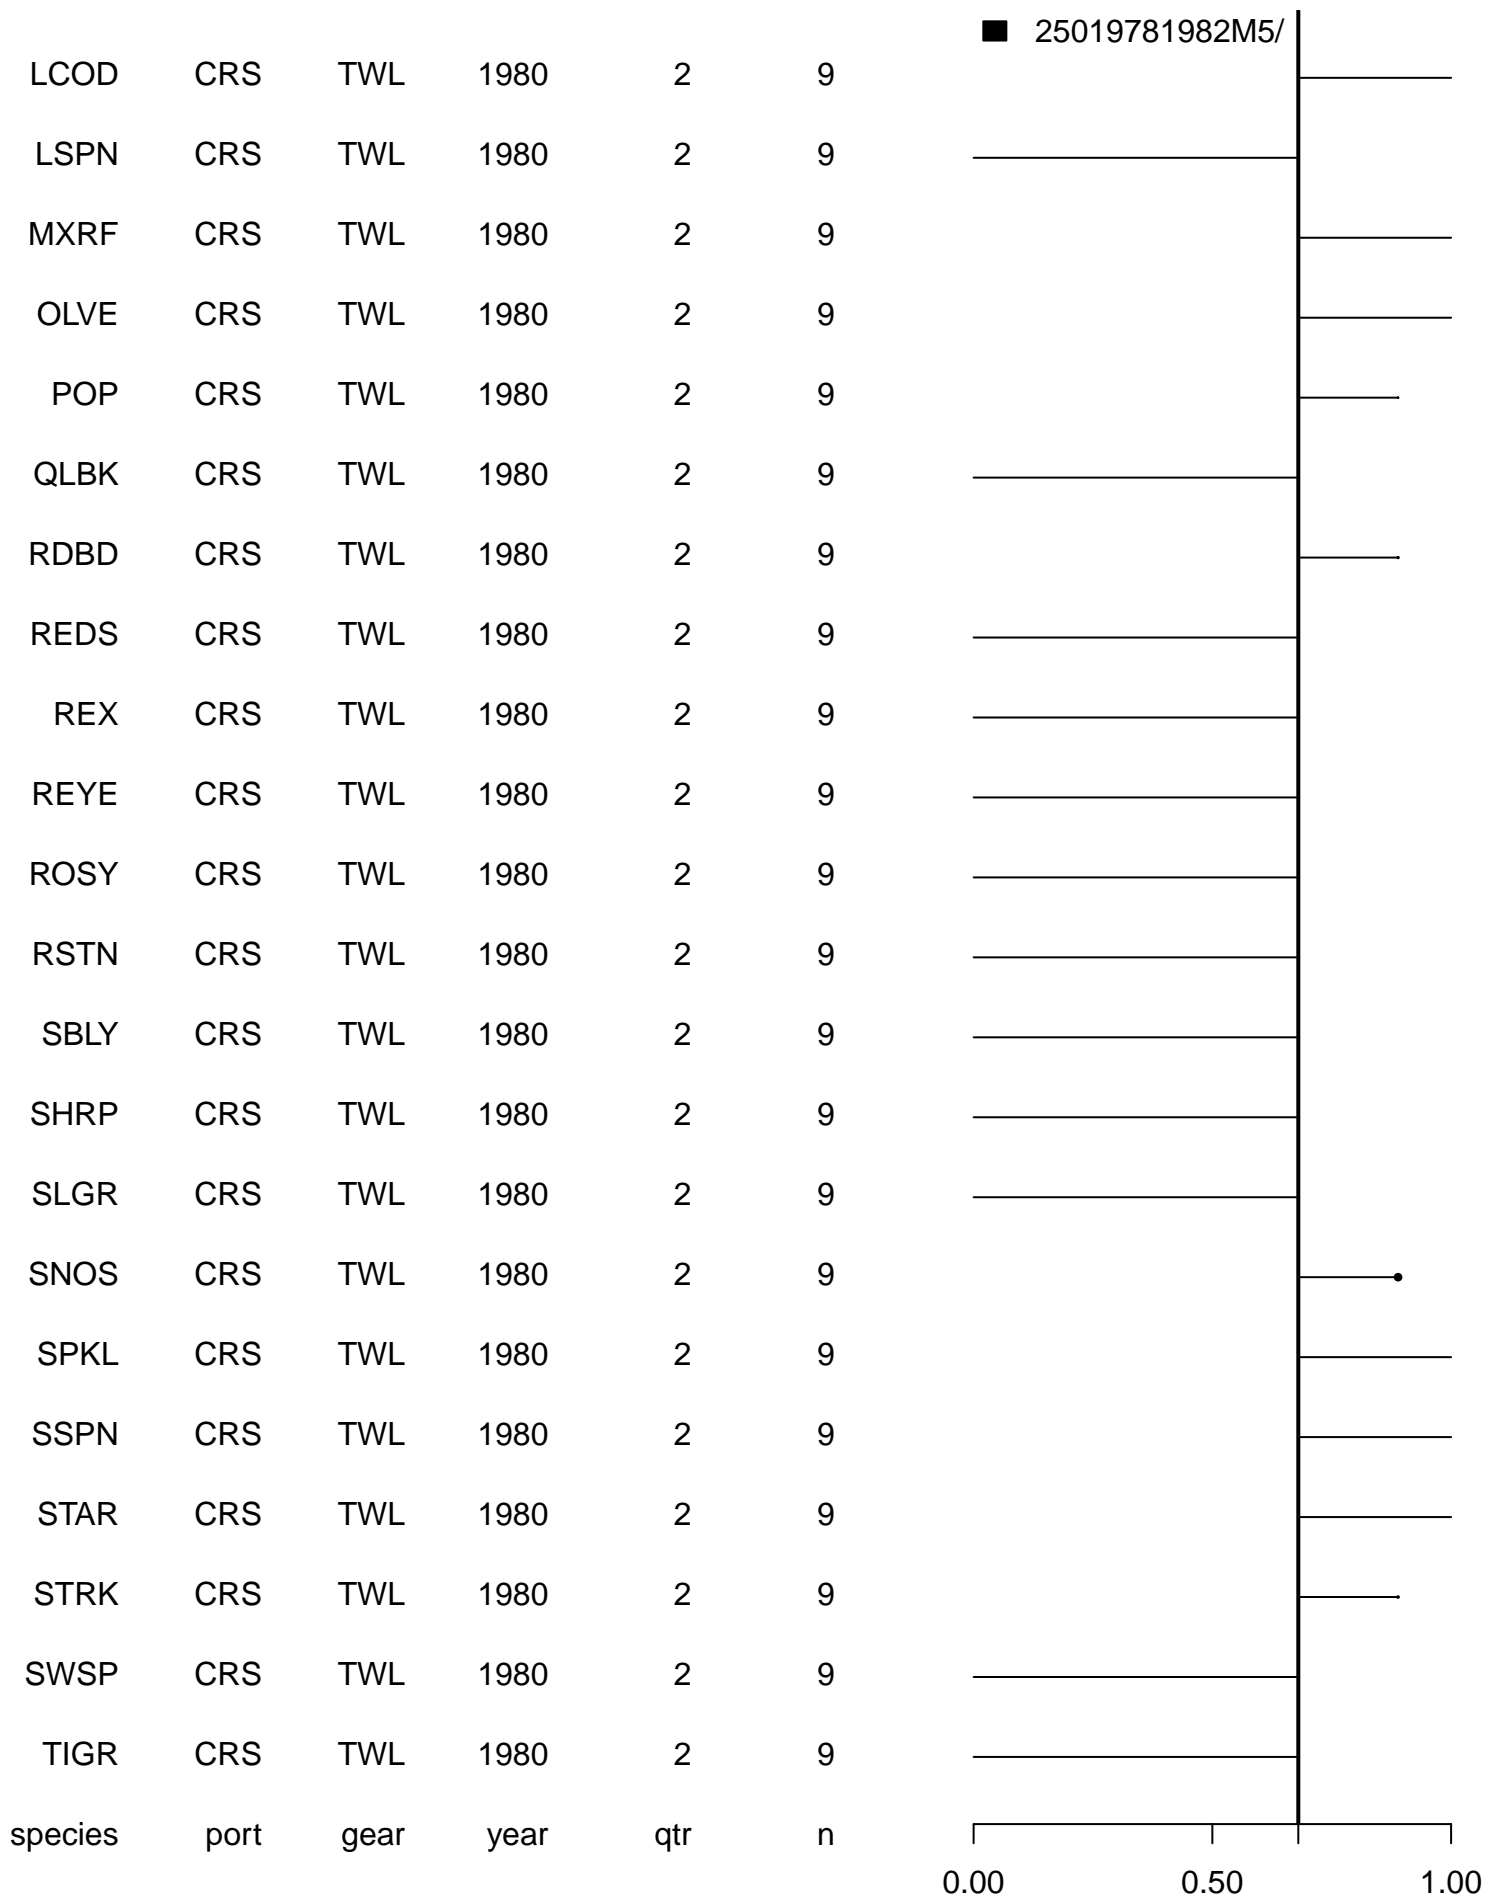 25019781982M5/
LCOD CRS TWL 1980 2 9
LSPN CRS TWL 1980 2 9
MXRF CRS TWL 1980 2 9
OLVE CRS TWL 1980 2 9
POP CRS TWL 1980 2 9
QLBK CRS TWL 1980 2 9
RDBD CRS TWL 1980 2 9
REDS CRS TWL 1980 2 9
REX CRS TWL 1980 2 9
REYE CRS TWL 1980 2 9
ROSY CRS TWL 1980 2 9
RSTN CRS TWL 1980 2 9
SBLY CRS TWL 1980 2 9
SHRP CRS TWL 1980 2 9
SLGR CRS TWL 1980 2 9
SNOS CRS TWL 1980 2 9
SPKL CRS TWL 1980 2 9
SSPN CRS TWL 1980 2 9
STAR CRS TWL 1980 2 9
STRK CRS TWL 1980 2 9
SWSP CRS TWL 1980 2 9
TIGR CRS TWL 1980 2 9
species port gear year qtr n
0.00 0.50 1.00